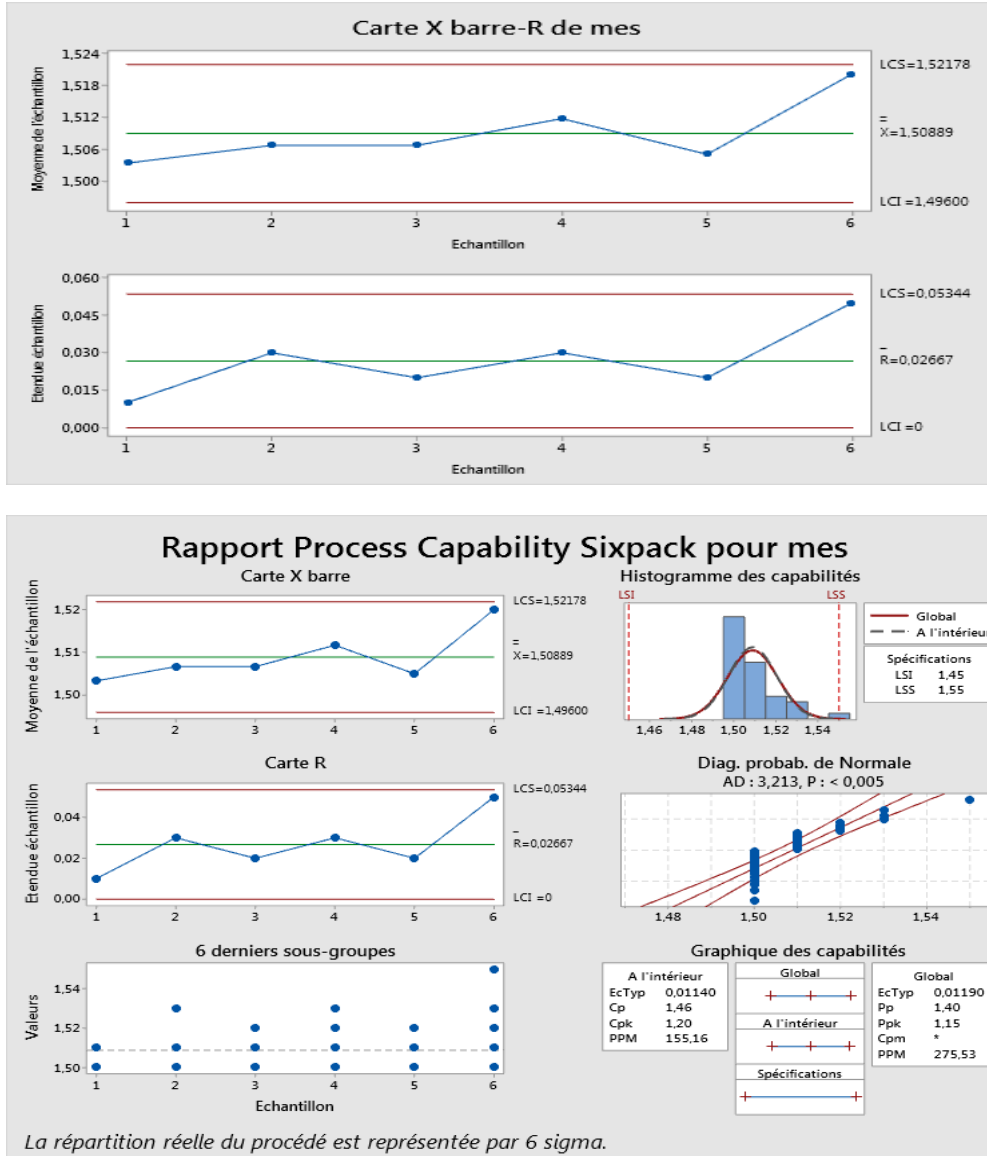 Carte X barre-R de mes
Moyenne de l'échantillon
1,524
1,518
1,512
1,506
1,500
LCS=1,52178
X=1,50889
LCI =1,49600
1 2 3 4 5 6
Echantillon
Etendue échantillon
0,060
0,045
0,030
0,015
0,000
LCS=0,05344
R=0,02667
LCI =0
1 2 3 4 5 6
Echantillon
Rapport Process Capability Sixpack pour mes
Carte X barre
Moyenne de l'échantillon
1,52
1,51
1,50
LCS=1,52178
X=1,50889
LCI =1,49600
1 2 3 4 5 6
Histogramme des capabilités
LSI LSS
1,46 1,48 1,50 1,52 1,54
Global
A l'intérieur
Spécifications
LSI 1,45
LSS 1,55
Carte R
Etendue échantillon
0,04
0,02
0,00
LCS=0,05344
R=0,02667
LCI =0
1 2 3 4 5 6
Diag. probab. de Normale
AD : 3,213, P : < 0,005
1,48 1,50 1,52 1,54
6 derniers sous-groupes
Valeurs
1,54
1,52
1,50
1 2 3 4 5 6
Echantillon
Graphique des capabilités
A l'intérieur
EcTyp 0,01140
Cp 1,46
Cpk 1,20
PPM 155,16
Global
A l'intérieur
Spécifications
Global
EcTyp 0,01190
Pp 1,40
Ppk 1,15
Cpm *
PPM 275,53
La répartition réelle du procédé est représentée par 6 sigma.